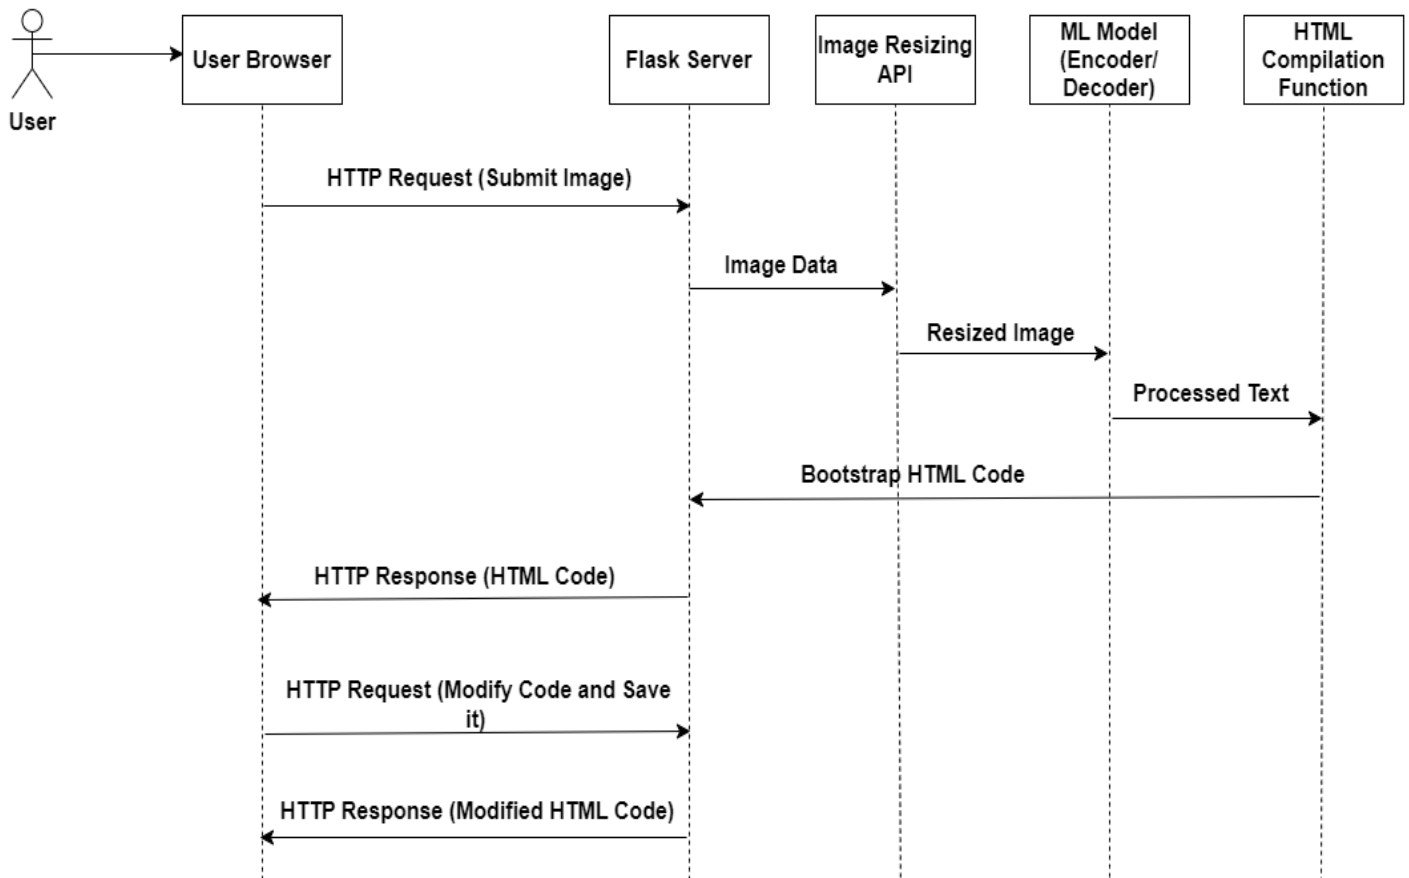 User
User Browser
Flask Server
Image Resizing
API
ML Model
(Encoder/
Decoder)
HTML
Compilation
Function
HTTP Request (Submit Image)
Image Data
Resized Image
Processed Text
Bootstrap HTML Code
HTTP Response (HTML Code)
HTTP Request (Modify Code and Save
it)
HTTP Response (Modified HTML Code)